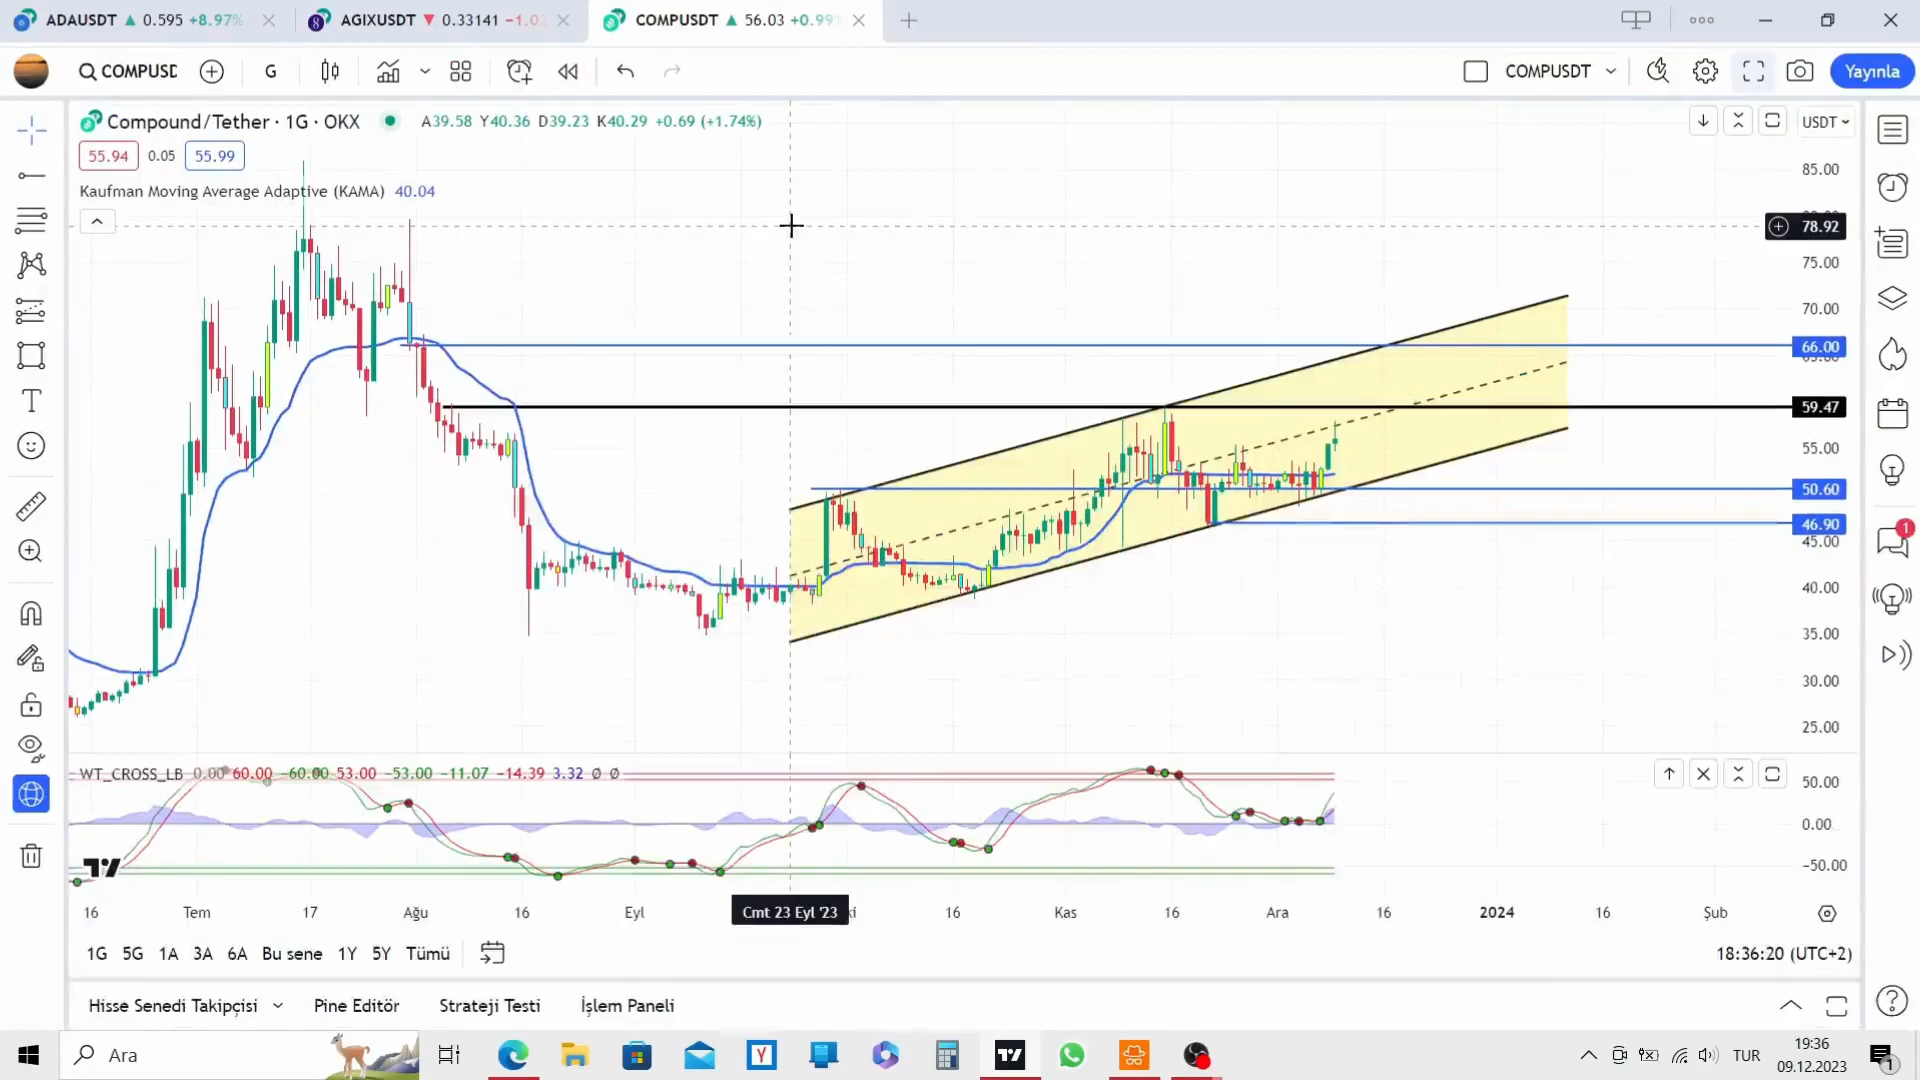 ADAUSDT ▲ 0.595 +8.97%
AGIXUSDT ▼ 0.33141 −1.02
COMPUSDT ▲ 56.03 +0.99%
COMPUSD
G
COMPUSDT
Yayınla
Compound/Tether · 1G · OKX
A39.58 Y40.36 D39.23 K40.29 +0.69 (+1.74%)
USDT
55.94 0.05 55.99
Kaufman Moving Average Adaptive (KAMA) 40.04
85.00
78.92
75.00
70.00
66.00
59.47
55.00
50.60
46.90
45.00
40.00
35.00
30.00
25.00
WT_CROSS_LB 0.00 60.00 −60.00 53.00 −53.00 −11.07 −14.39 3.32 ∅ ∅
50.00
0.00
−50.00
16 Tem 17 Ağu 16 Eyl Cmt 23 Eyl '23 ki 16 Kas 16 Ara 16 2024 16 Şub
1G 5G 1A 3A 6A Bu sene 1Y 5Y Tümü
18:36:20 (UTC+2)
Hisse Senedi Takipçisi Pine Editör Strateji Testi İşlem Paneli
1
Ara
TUR
19:36
09.12.2023
1